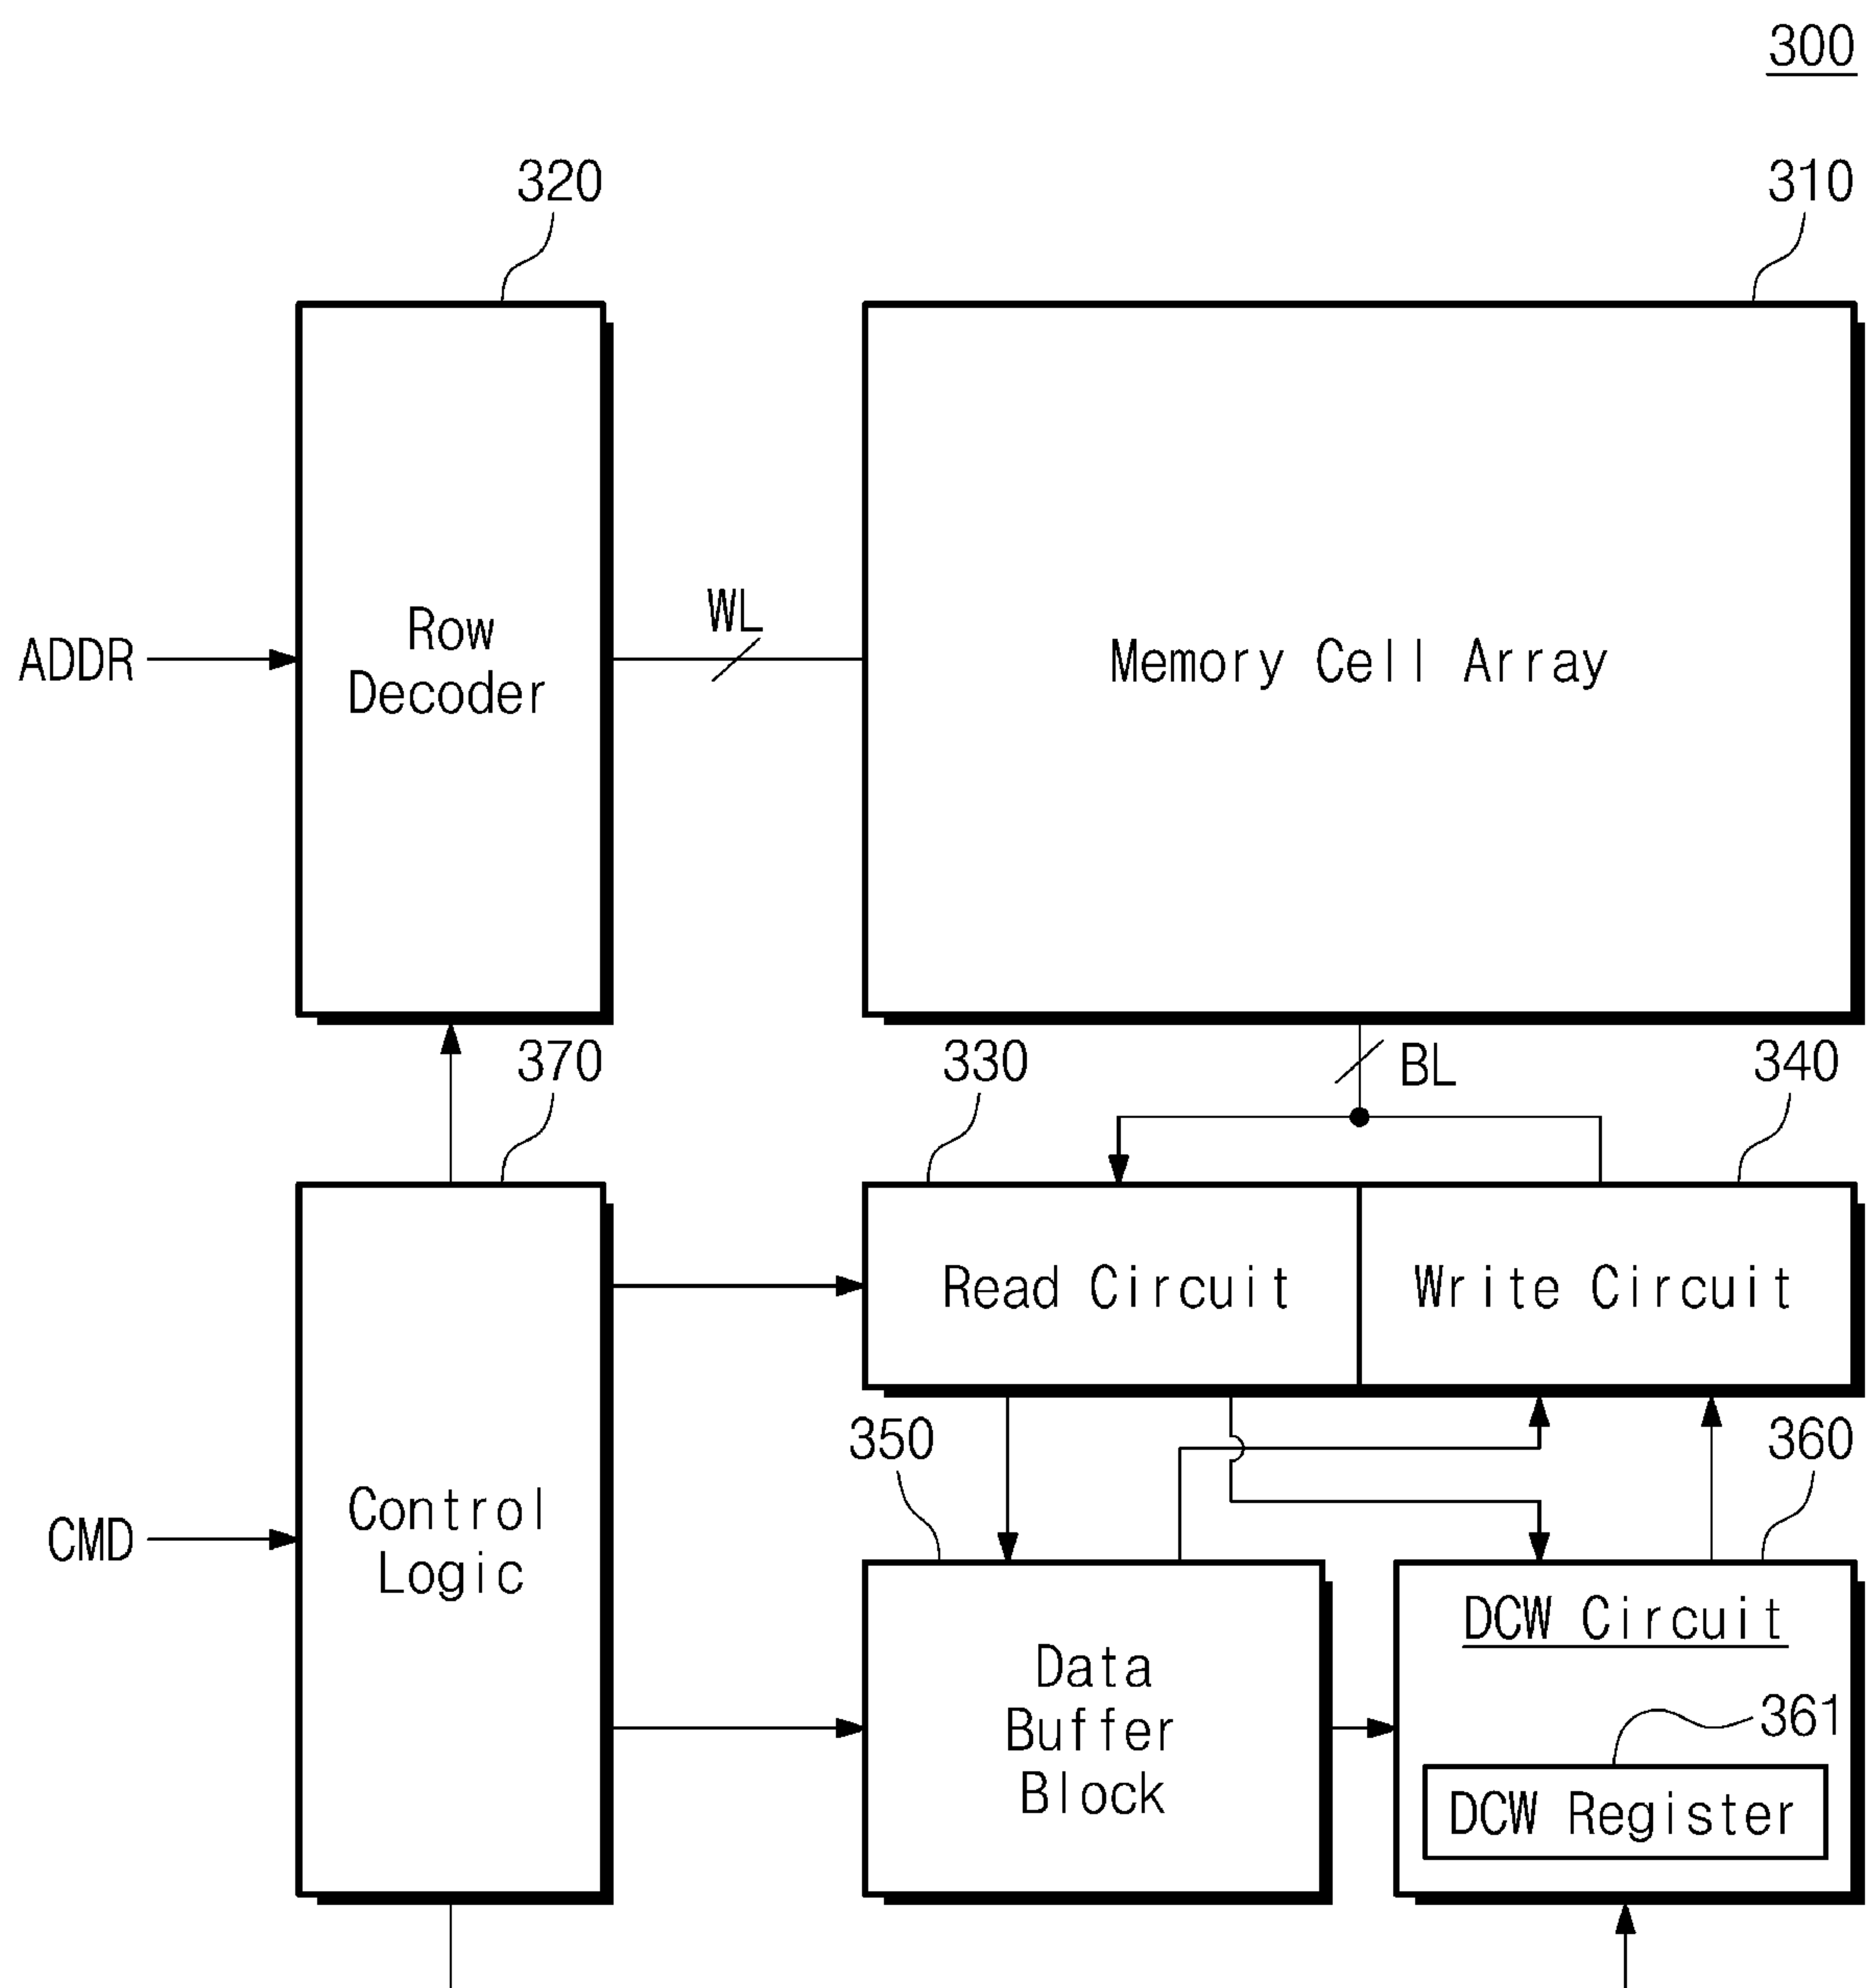 300
320
310
ADDR
Row
Decoder
WL
Memory Cell Array
370
330
BL
340
Read Circuit
Write Circuit
350
360
CMD
Control
Logic
Data
Buffer
Block
DCW Circuit
361
DCW Register